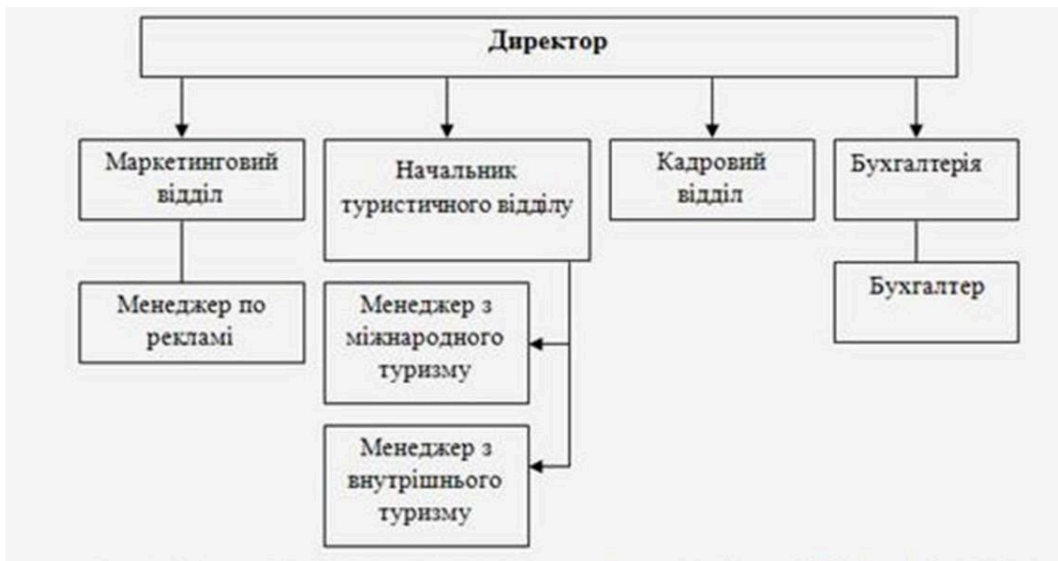 Директор
Маркетинговий
відділ
Начальник
туристичного відділу
Кадровий
відділ
Бухгалтерія
Менеджер по
рекламі
Менеджер з
міжнародного
туризму
Бухгалтер
Менеджер з
внутрішнього
туризму